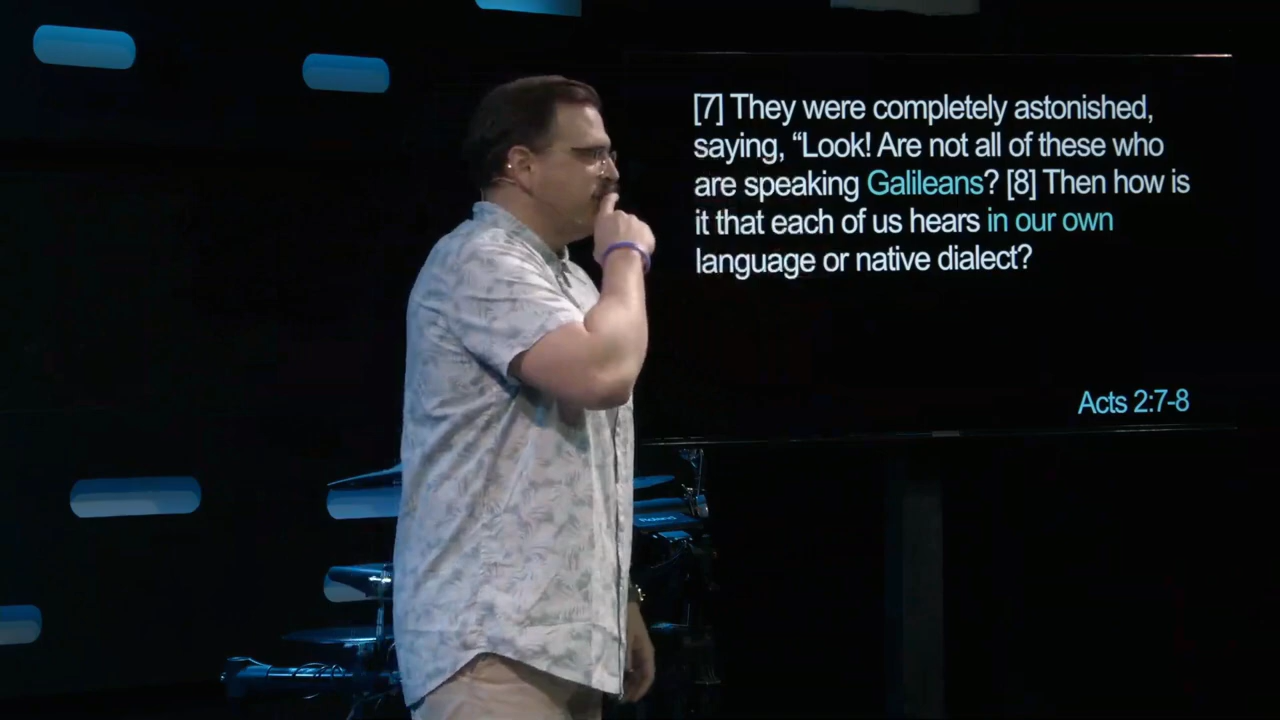 [7] They were completely astonished,
saying, “Look! Are not all of these who
are speaking Galileans? [8] Then how is
it that each of us hears in our own
language or native dialect?
Acts 2:7-8
Roland